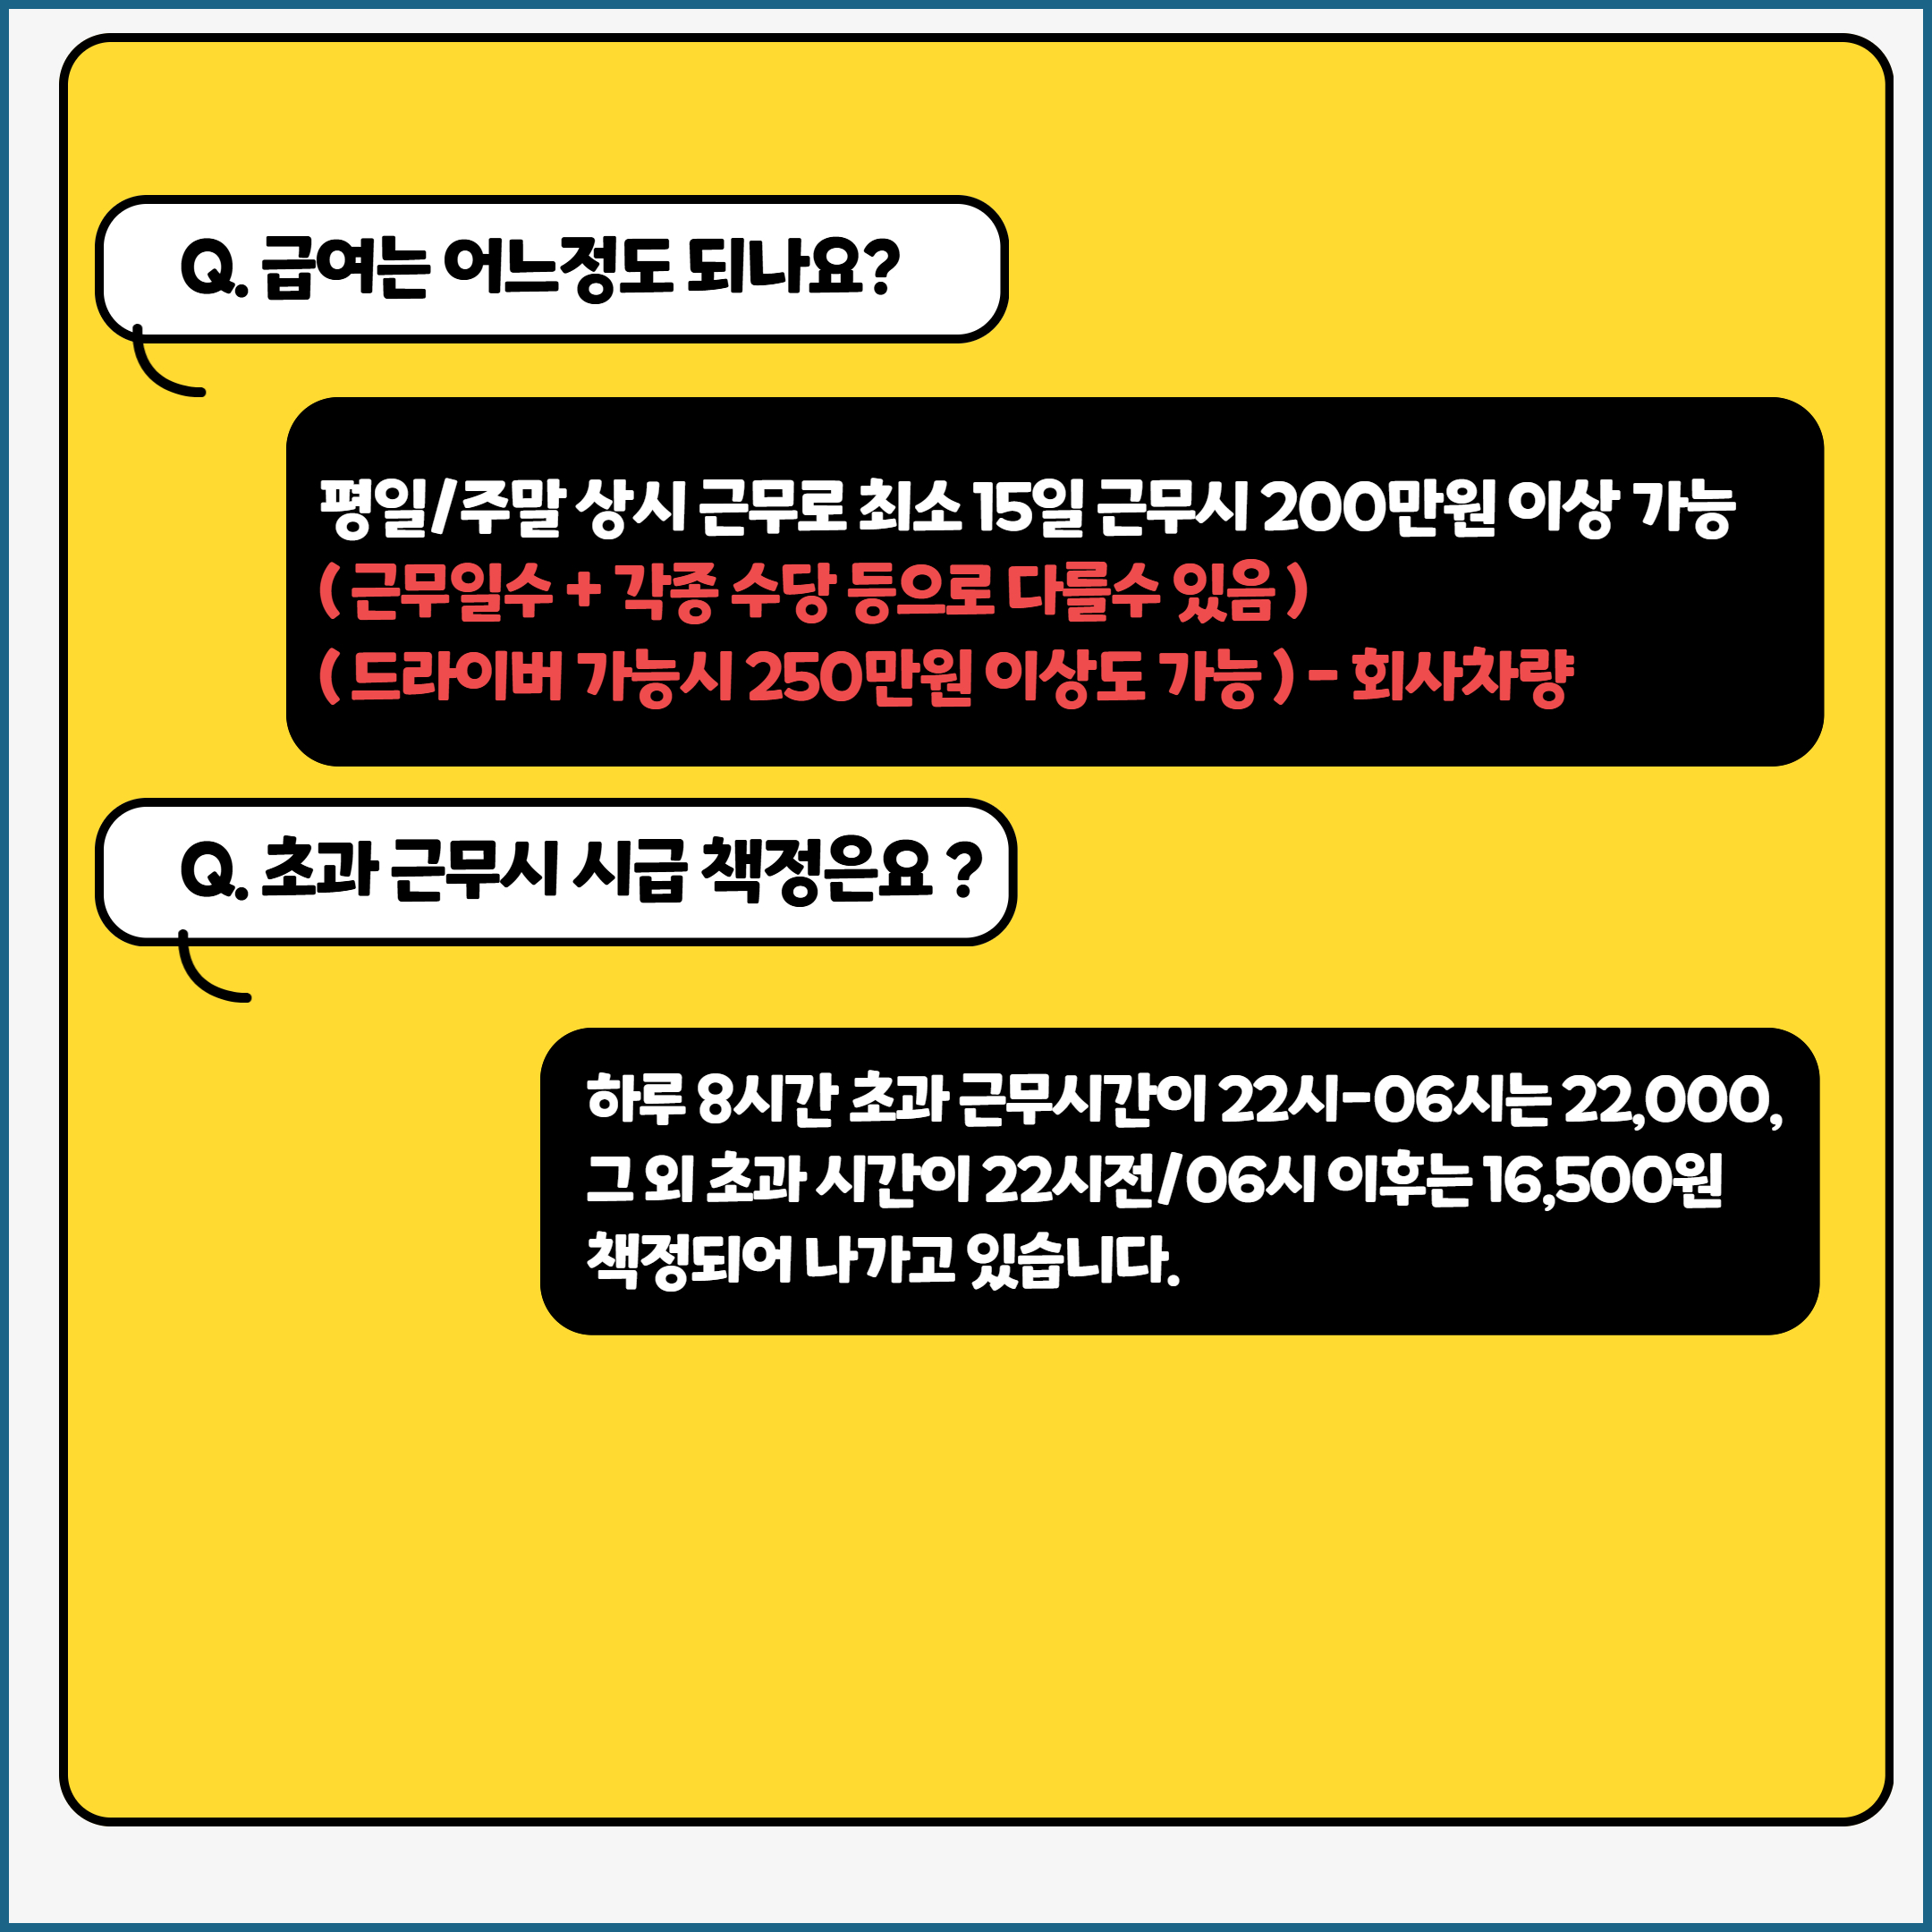 Q. 급여는 어느정도 되나요?
평일/주말 상 시 근무로 최소 15일 근무시 200만원 이상 가능
( 근무일수 + 각종 수당 등으로 다를수 있음 )
( 드라이버 가능시 250만원 이상도 가능 ) - 회사차량
Q. 초과 근무시 시급 책정은요 ?
하루 8시간 초과 근무시간이 22시-06시는 22,000,
그 외 초과 시간이 22시전/06시 이후는 16,500원
책정되어 나가고 있습니다.